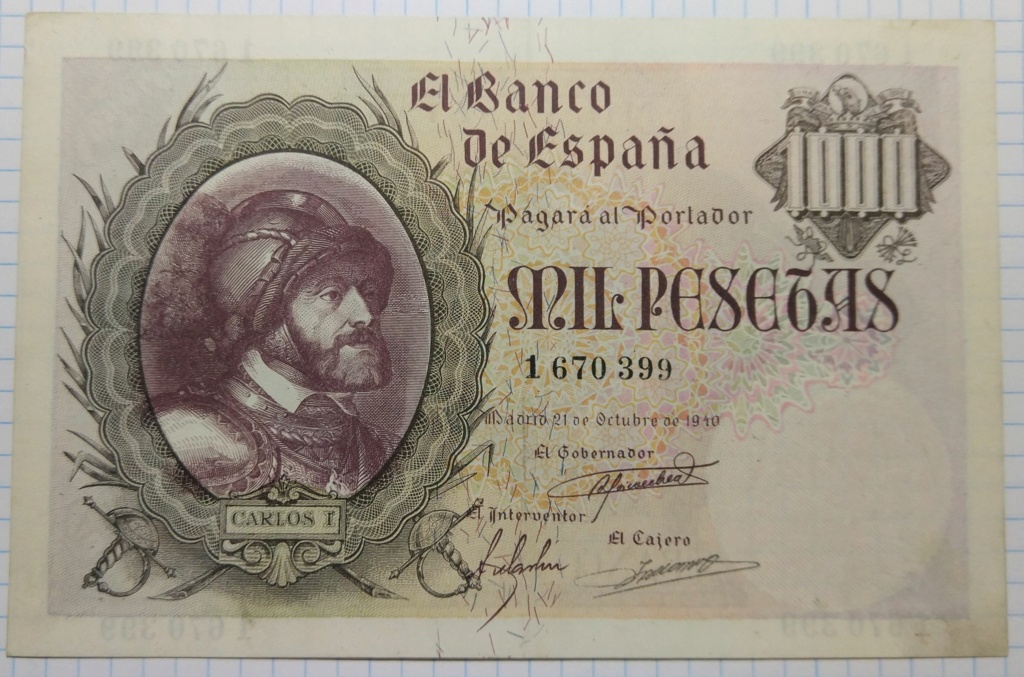 El Banco
de España
1000
Pagará al Portador
MIL PESETAS
1 670 399
Madrid 21 de Octubre de 1940
El Gobernador
El Interventor
El Cajero
CARLOS I